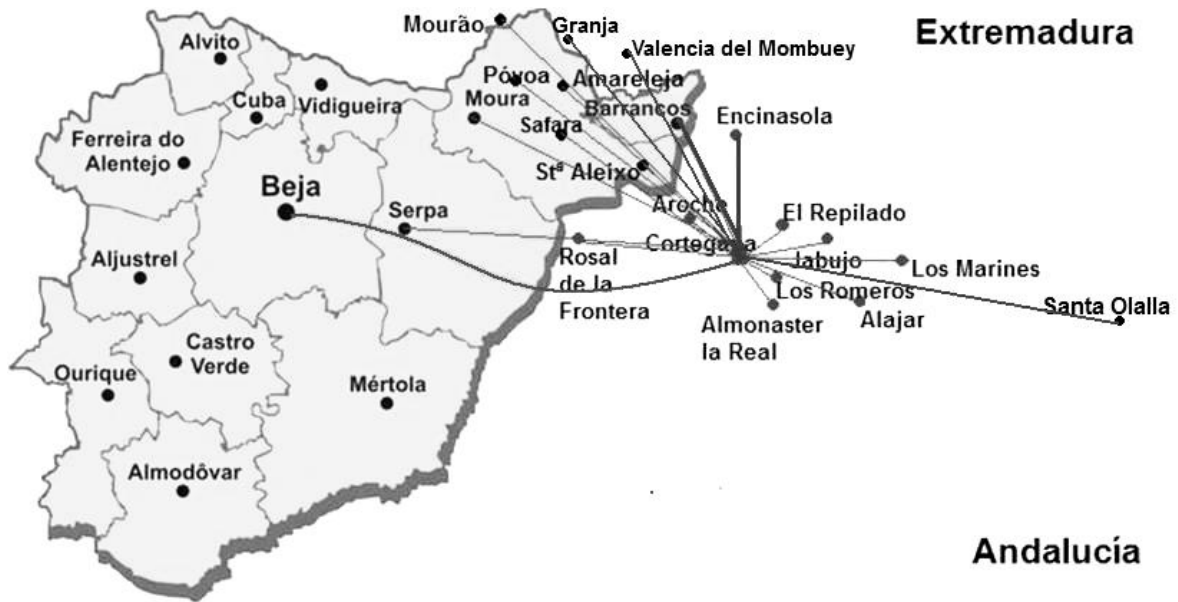 Mourão
Granja
Extremadura
Alvito
Valencia del Mombuey
Póvoa
Amareleja
Cuba
Vidigueira
Moura
Barrancos
Encinasola
Ferreira do
Alentejo
Safara
Stª Aleixo
Beja
Serpa
Aroche
El Repilado
Cortegana
Aljustrel
Rosal
de la
Frontera
Jabujo
Los Marines
Los Romeros
Santa Olalla
Almonaster
la Real
Alajar
Castro
Verde
Ourique
Mértola
Almodôvar
Andalucía